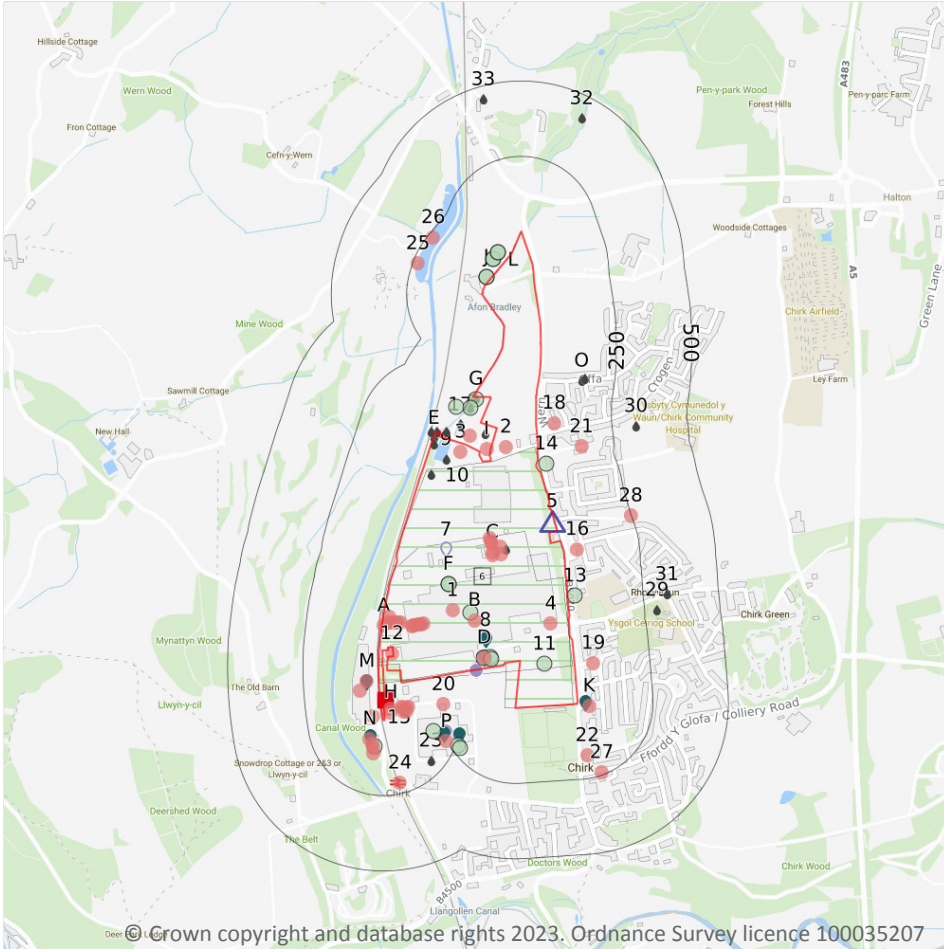 Hillside Cottage
A483
Wern Wood
33
Pen-y-parc Wood
Pen-y-parc Farm
Forest Hills
32
Fron Cottage
Cefn-y-Wern
Halton
26
Woodside Cottages
25
L
A5
Green Lane
Afon Bradley
Mine Wood
Chirk Airfield
250
500
O
Crogen
Ley Farm
Sawmill Cottage
G
17
18
30
Ysbyty Cymunedol y
Waun/Chirk Community
Hospital
New Hall
E
3
I
2
21
9
14
10
28
5
7
C
16
6
F
13
31
1
B
29
A
4
Chirk Green
8
Ysgol Ceiriog School
12
D
11
Mynattyn Wood
19
M
The Old Barn
H
20
K
Llwyn-y-cil
15
N
P
Ffordd Y Glofa / Colliery Road
Canal Wood
23
22
27
Snowdrop Cottage or 2&3 or
Llwyn-y-cil
24
Chirk
Chirk
Deershed Wood
The Belt
Doctors Wood
Chirk Wood
B4500
Llangollen Canal
© Crown copyright and database rights 2023. Ordnance Survey licence 100035207